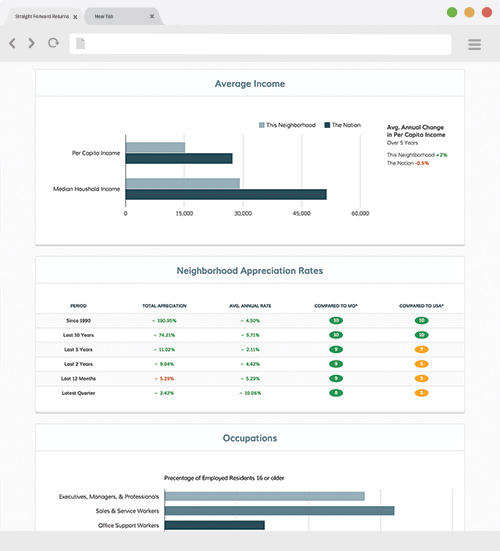 Straight Forward Returns x
New Tab x
Average Income
This Neighborhood The Nation
Per Capita Income
Median Houshold Income
0 15,000 30,000 45,000 60,000
Avg. Annual Change
in Per Capita Income
Over 5 Years
This Neighborhood +2%
The Nation -0.5%
Neighborhood Appreciation Rates
PERIOD TOTAL APRECIATION AVG. ANNUAL RATE COMPARED TO MO* COMPARED TO USA*
Since 1990 190.95% 4.50% 10 10
Last 10 Years 74.21% 5.71% 10 10
Last 5 Years 11.02% 2.11% 9
Last 2 Years 9.04% 4.42% 9
Last 12 Months 5.29% 5.29% 9
Latest Quarter 2.42% 10.06% 8
Occupations
Precentage of Employed Residents 16 or older
Executives, Managers, & Professionals
Sales & Service Workers
Office Support Workers